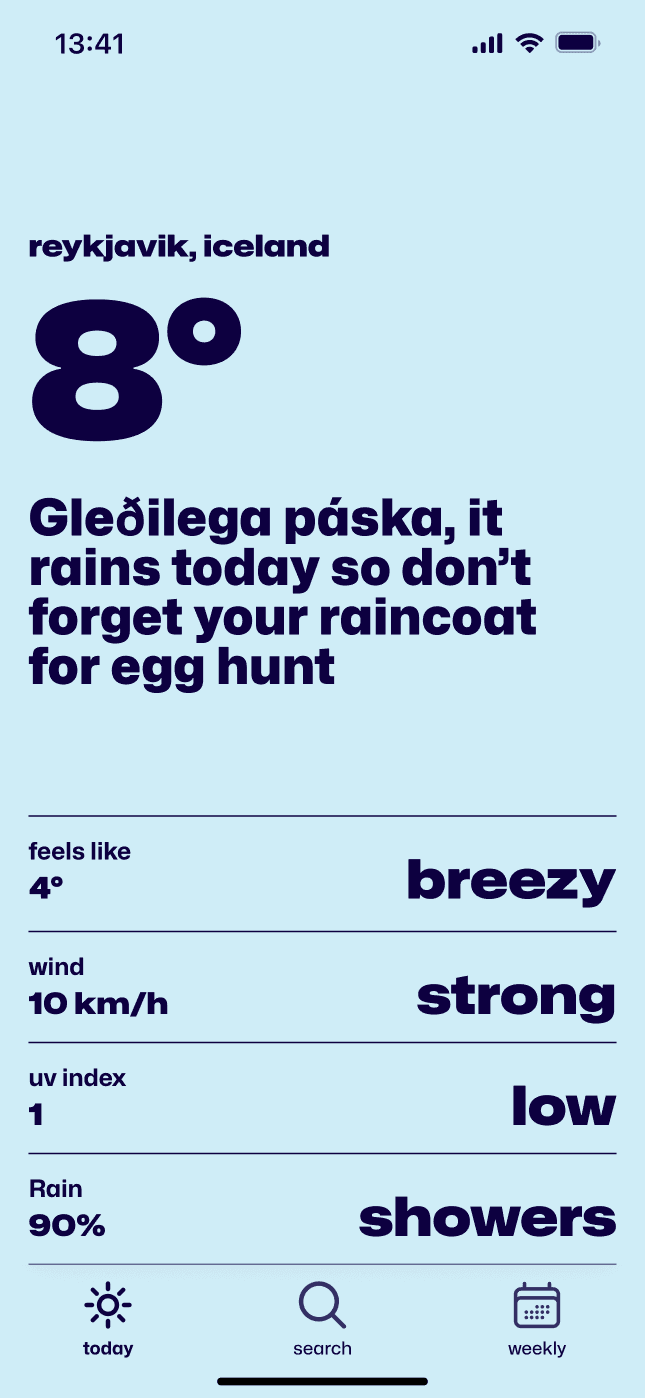 13:41
reykjavik, iceland
8°
Gleðilega páska, it
rains today so don’t
forget your raincoat
for egg hunt
feels like
4°
breezy
wind
10 km/h
strong
uv index
1
low
Rain
90%
showers
today
search
weekly